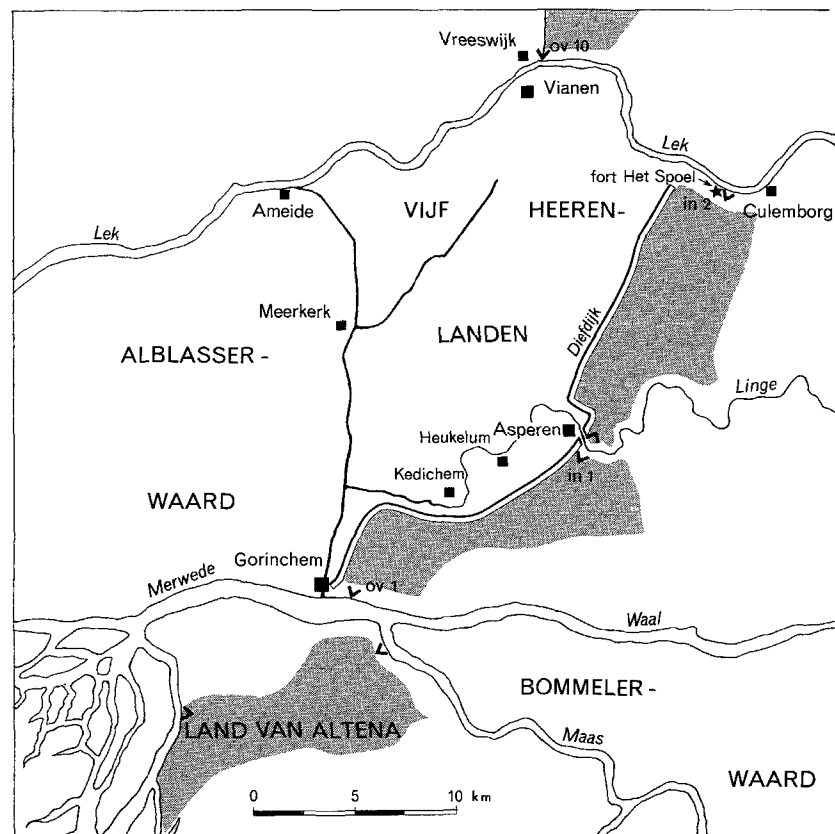 Vreeswijk
ov 10
Vianen
Lek
fort Het Spoel
in 2
Culemborg
Ameide
VIJF
HEEREN-
Lek
Meerkerk
Diefdijk
LANDEN
ALBLASSER-
Linge
Asperen
Heukelum
Kedichem
in 1
WAARD
Gorinchem
Merwede
ov 1
Waal
BOMMELER-
LAND VAN ALTENA
Maas
WAARD
0 5 10 km